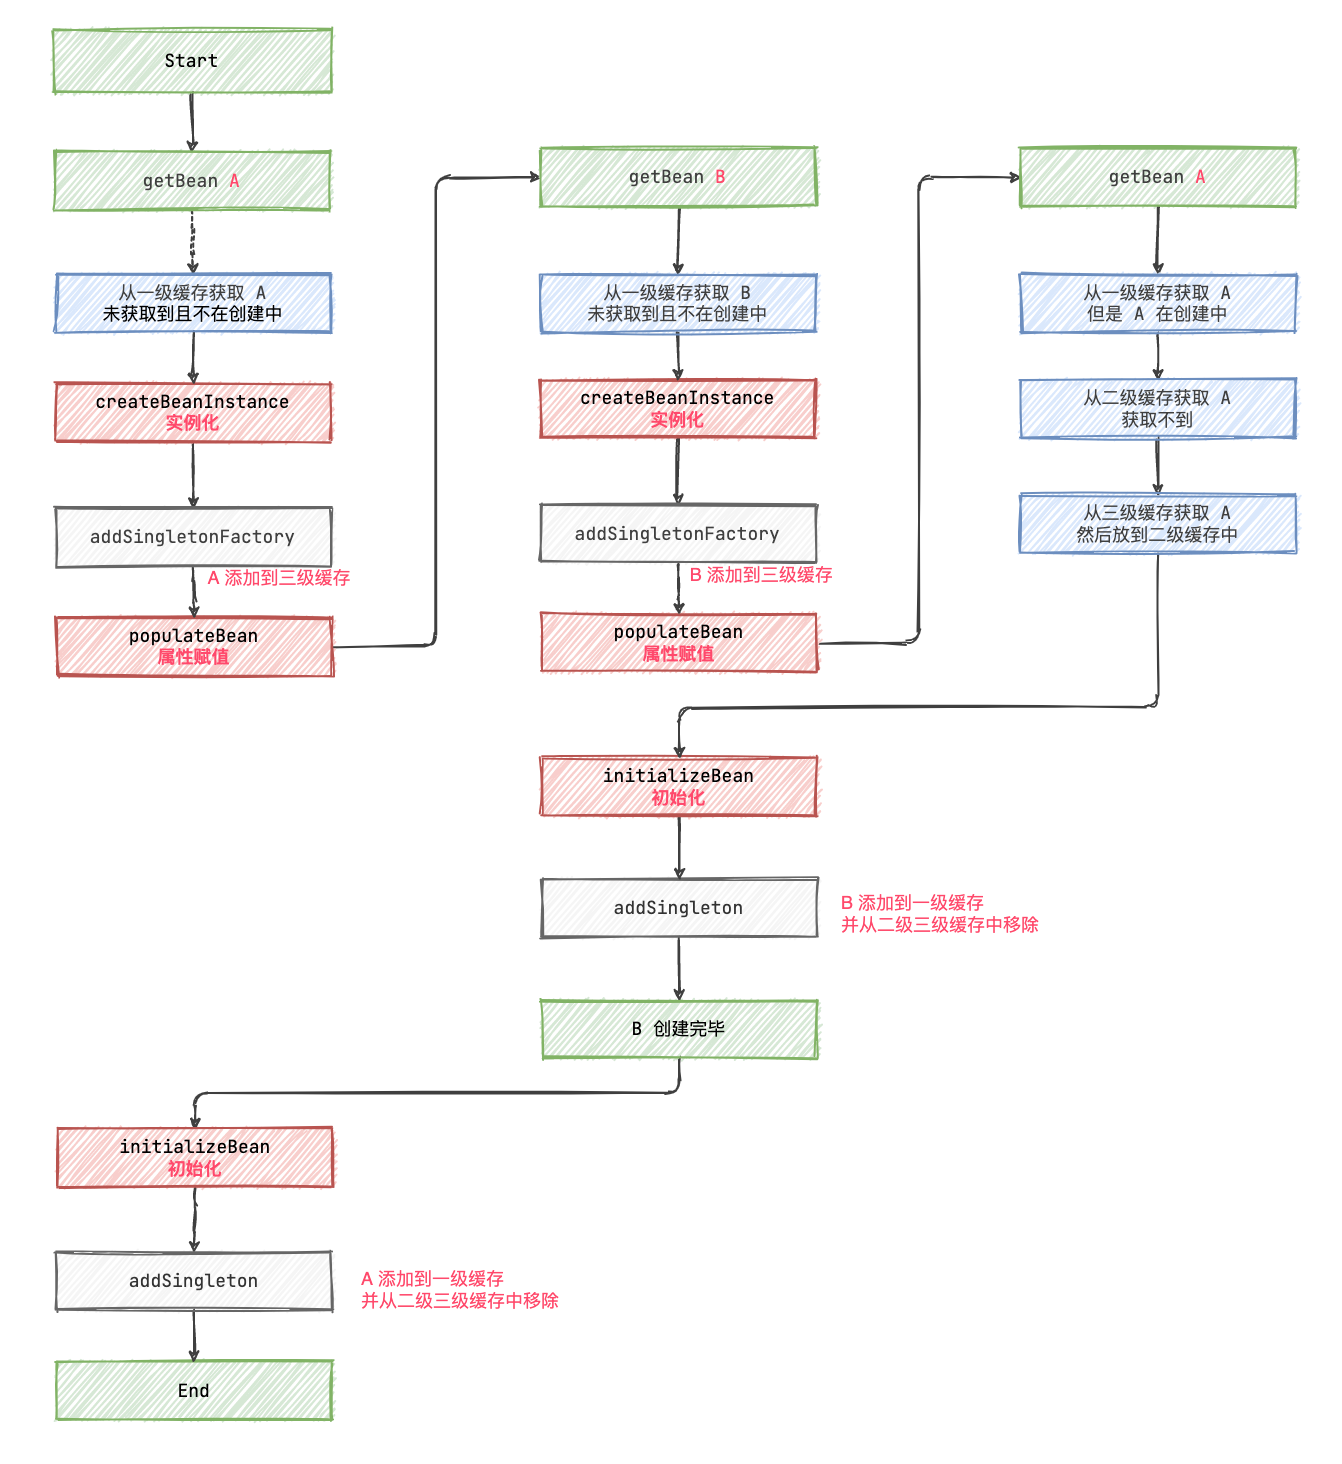 Start
getBean A
从一级缓存获取 A
未获取到且不在创建中
createBeanInstance
实例化
addSingletonFactory
A 添加到三级缓存
populateBean
属性赋值
getBean B
从一级缓存获取 B
未获取到且不在创建中
createBeanInstance
实例化
addSingletonFactory
B 添加到三级缓存
populateBean
属性赋值
getBean A
从一级缓存获取 A
但是 A 在创建中
从二级缓存获取 A
获取不到
从三级缓存获取 A
然后放到二级缓存中
initializeBean
初始化
addSingleton
B 添加到一级缓存
并从二级三级缓存中移除
B 创建完毕
initializeBean
初始化
addSingleton
A 添加到一级缓存
并从二级三级缓存中移除
End